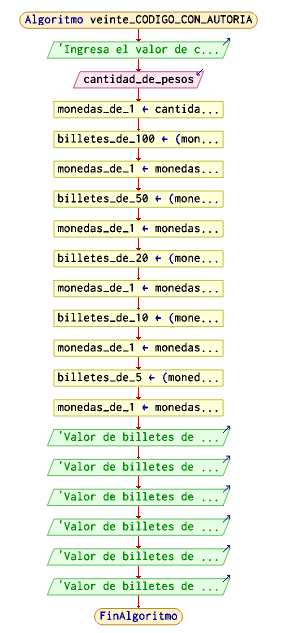 Algoritmo veinte_CODIGO_CON_AUTORIA
'Ingresa el valor de c...
cantidad_de_pesos
monedas_de_1 ← cantida...
billetes_de_100 ← (mon...
monedas_de_1 ← monedas...
billetes_de_50 ← (mone...
monedas_de_1 ← monedas...
billetes_de_20 ← (mone...
monedas_de_1 ← monedas...
billetes_de_10 ← (mone...
monedas_de_1 ← monedas...
billetes_de_5 ← (moned...
monedas_de_1 ← monedas...
'Valor de billetes de ...
'Valor de billetes de ...
'Valor de billetes de ...
'Valor de billetes de ...
'Valor de billetes de ...
'Valor de billetes de ...
FinAlgoritmo